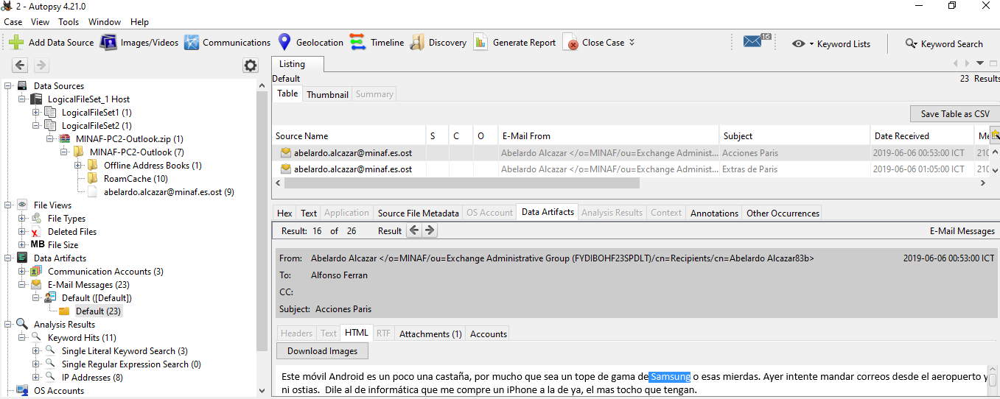 2 - Autopsy 4.21.0
Case View Tools Window Help
Add Data Source Images/Videos Communications Geolocation Timeline Discovery Generate Report Close Case 16 Keyword Lists Keyword Search
Data Sources
LogicalFileSet_1 Host
LogicalFileSet1 (1)
LogicalFileSet2 (1)
MINAF-PC2-Outlook.zip (1)
MINAF-PC2-Outlook (7)
Offline Address Books (1)
RoamCache (10)
abelardo.alcazar@minaf.es.ost (9)
File Views
File Types
Deleted Files
MB File Size
Data Artifacts
Communication Accounts (3)
E-Mail Messages (23)
Default ([Default])
Default (23)
Analysis Results
Keyword Hits (11)
Single Literal Keyword Search (3)
Single Regular Expression Search (0)
IP Addresses (8)
OS Accounts
Listing
Default 23 Results
Table Thumbnail Summary
Save Table as CSV
Source Name S C O E-Mail From Subject Date Received
abelardo.alcazar@minaf.es.ost Abelardo Alcazar </o=MINAF/ou=Exchange Administ... Acciones Paris 2019-06-06 00:53:00 ICT 210
abelardo.alcazar@minaf.es.ost Abelardo Alcazar </o=MINAF/ou=Exchange Administ... Extras de Paris 2019-06-06 01:05:00 ICT
Hex Text Application Source File Metadata OS Account Data Artifacts Analysis Results Context Annotations Other Occurrences
Result: 16 of 26 Result E-Mail Messages
From: Abelardo Alcazar </o=MINAF/ou=Exchange Administrative Group (FYDIBOHF23SPDLT)/cn=Recipients/cn=Abelardo Alcazar83b> 2019-06-06 00:53:00 ICT
To: Alfonso Ferran
CC:
Subject: Acciones Paris
Headers Text HTML RTF Attachments (1) Accounts
Download Images
Este móvil Android es un poco una castaña, por mucho que sea un tope de gama de Samsung o esas mierdas. Ayer intente mandar correos desde el aeropuerto y
ni ostias. Dile al de informática que me compre un iPhone a la de ya, el mas tocho que tengan.